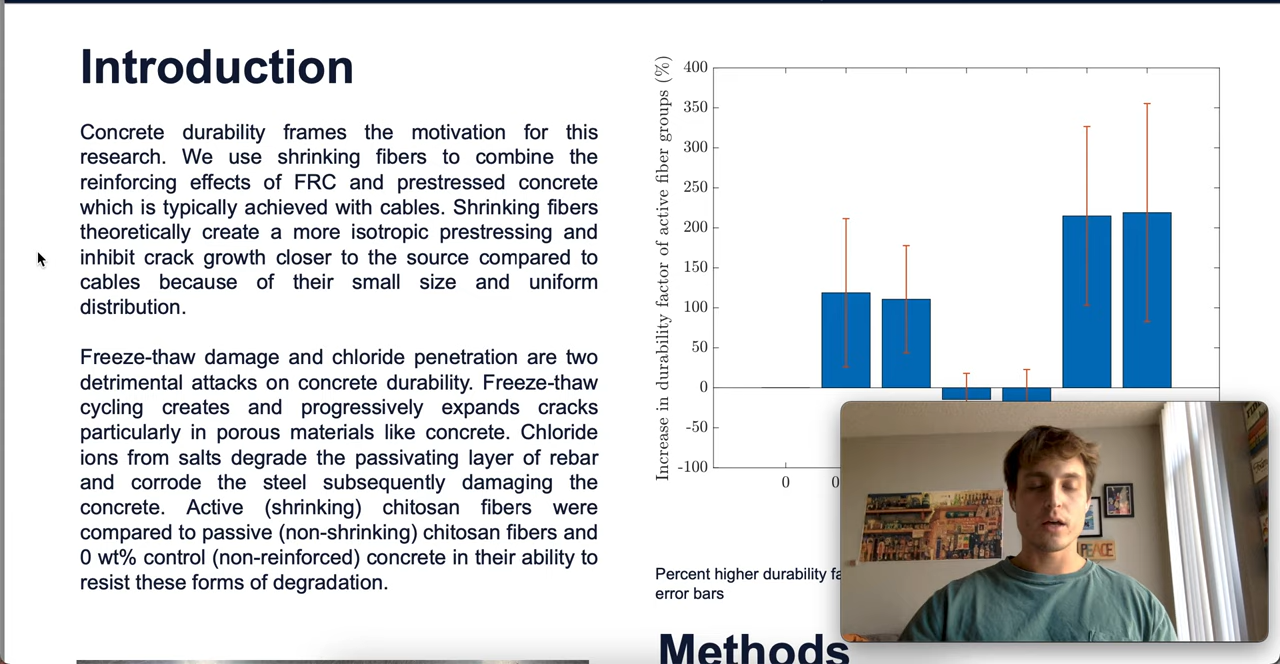 Introduction
Concrete durability frames the motivation for this
research. We use shrinking fibers to combine the
reinforcing effects of FRC and prestressed concrete
which is typically achieved with cables. Shrinking fibers
theoretically create a more isotropic prestressing and
inhibit crack growth closer to the source compared to
cables because of their small size and uniform
distribution.
Freeze-thaw damage and chloride penetration are two
detrimental attacks on concrete durability. Freeze-thaw
cycling creates and progressively expands cracks
particularly in porous materials like concrete. Chloride
ions from salts degrade the passivating layer of rebar
and corrode the steel subsequently damaging the
concrete. Active (shrinking) chitosan fibers were
compared to passive (non-shrinking) chitosan fibers and
0 wt% control (non-reinforced) concrete in their ability to
resist these forms of degradation.
Increase in durability factor of active fiber groups (%)
400
350
300
250
200
150
100
50
0
-50
-100
0
0
Percent higher durability
error bars
Methods
PEACE